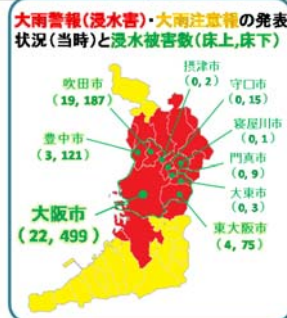 大雨警報(浸水害)・大雨注意報の発表
状況(当時)と浸水被害数(床上,床下)
摂津市
(0, 2)
守口市
(0, 15)
吹田市
(19, 187)
寝屋川市
(0, 1)
豊中市
(3, 121)
門真市
(0, 9)
大東市
(0, 3)
大阪市
(22, 499)
東大阪市
(4, 75)